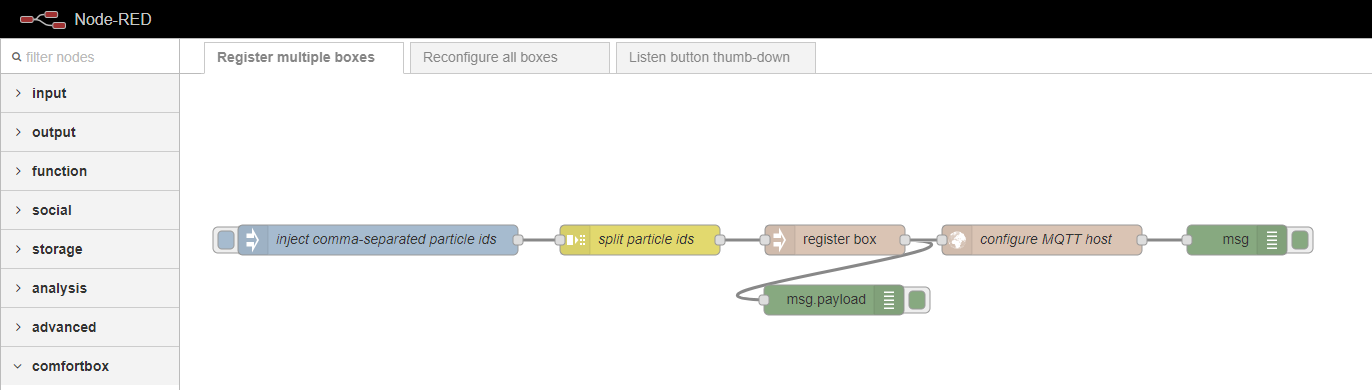 Node-RED
filter nodes
Register multiple boxes
Reconfigure all boxes
Listen button thumb-down
input
output
function
social
storage
analysis
advanced
comfortbox
inject comma-separated particle ids
split particle ids
register box
configure MQTT host
msg
msg.payload